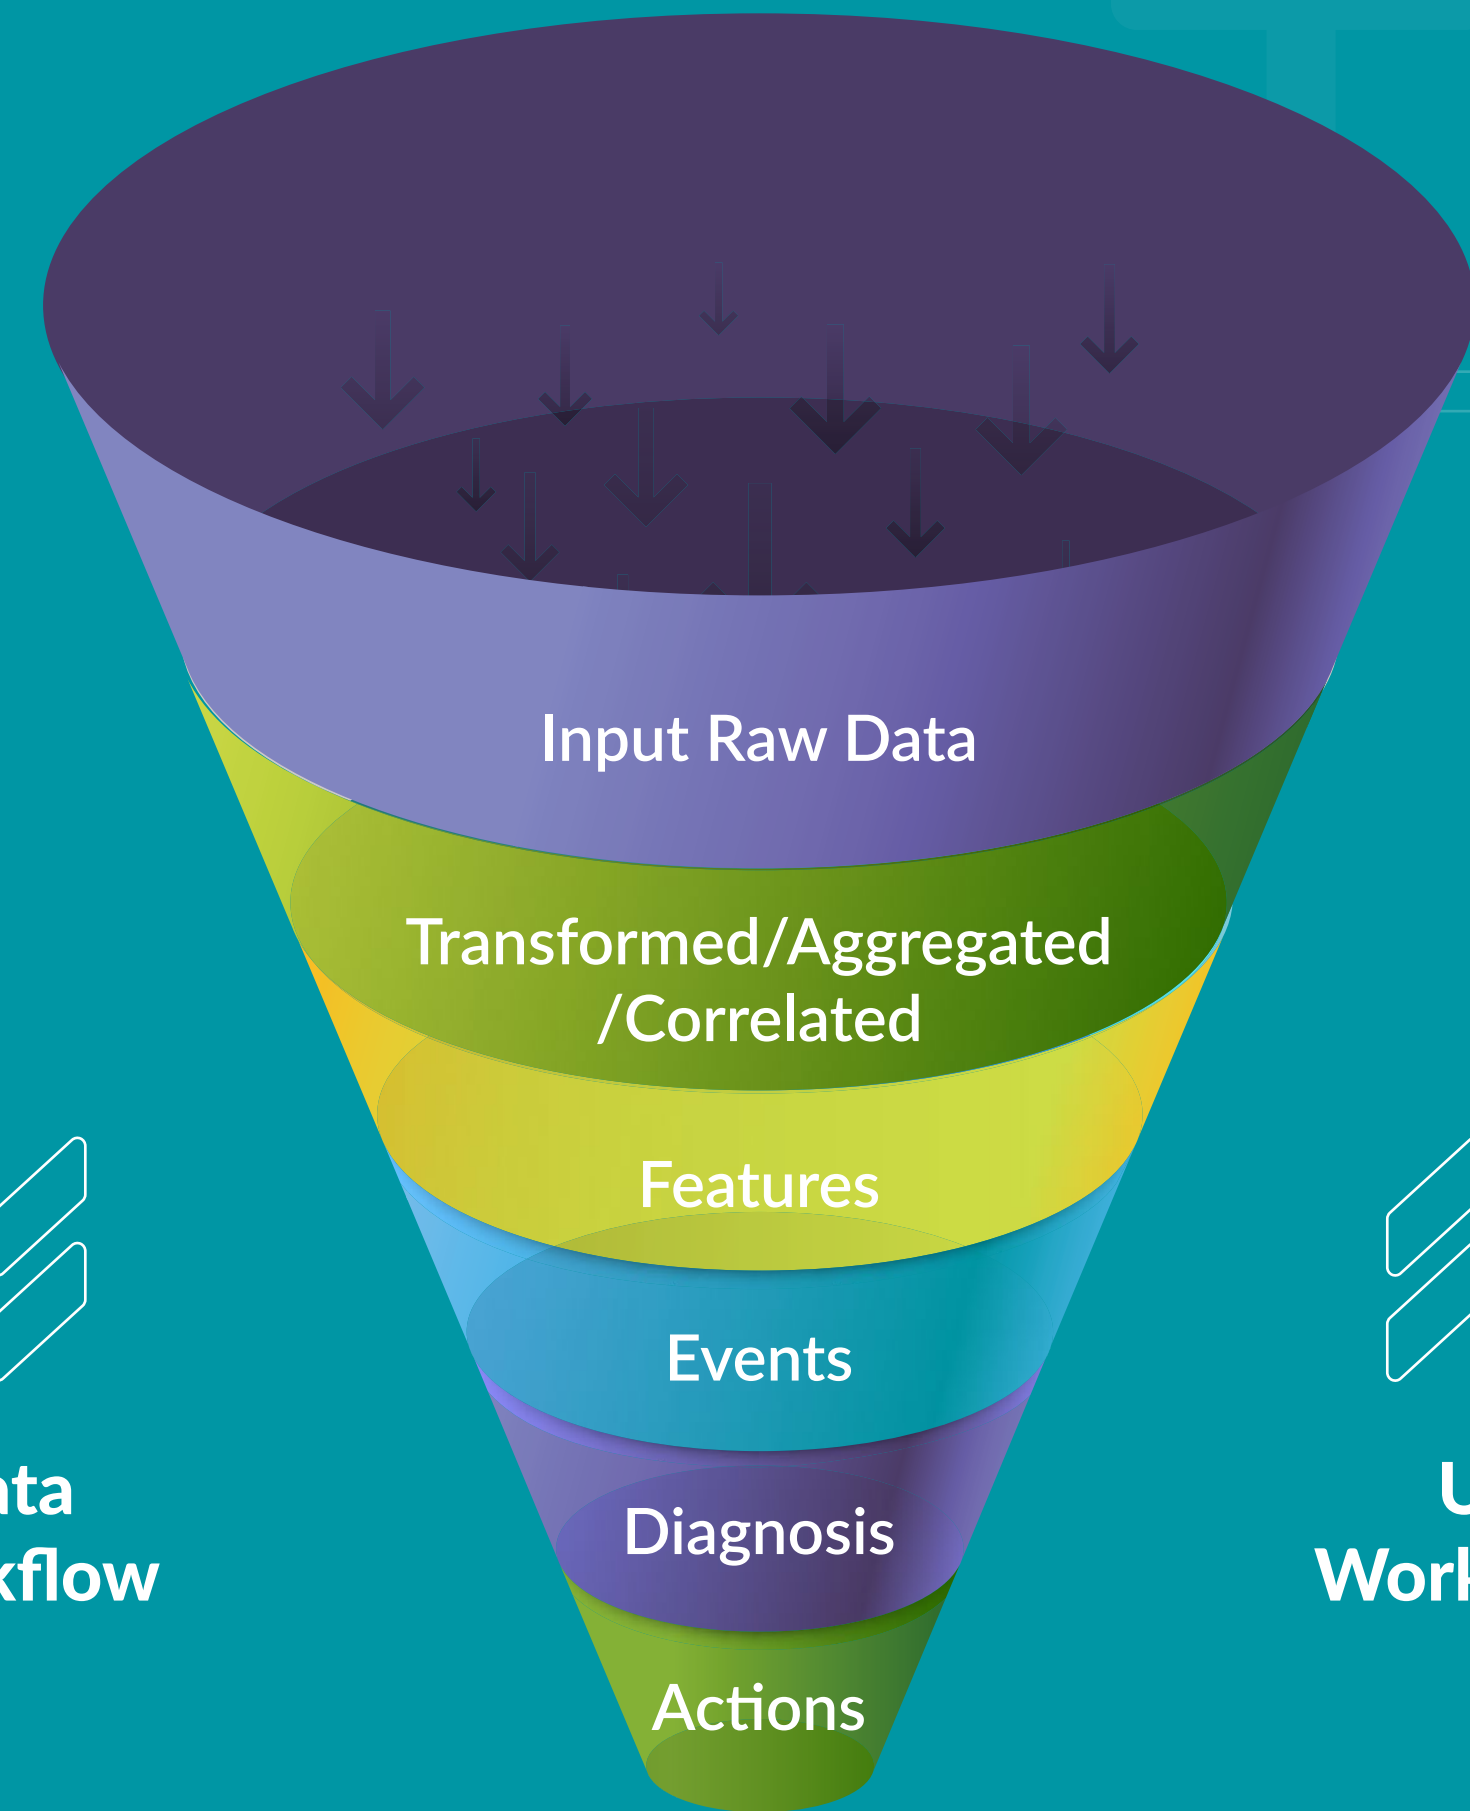 Input Raw Data
Transformed/Aggregated
/Correlated
Features
Events
Diagnosis
Actions